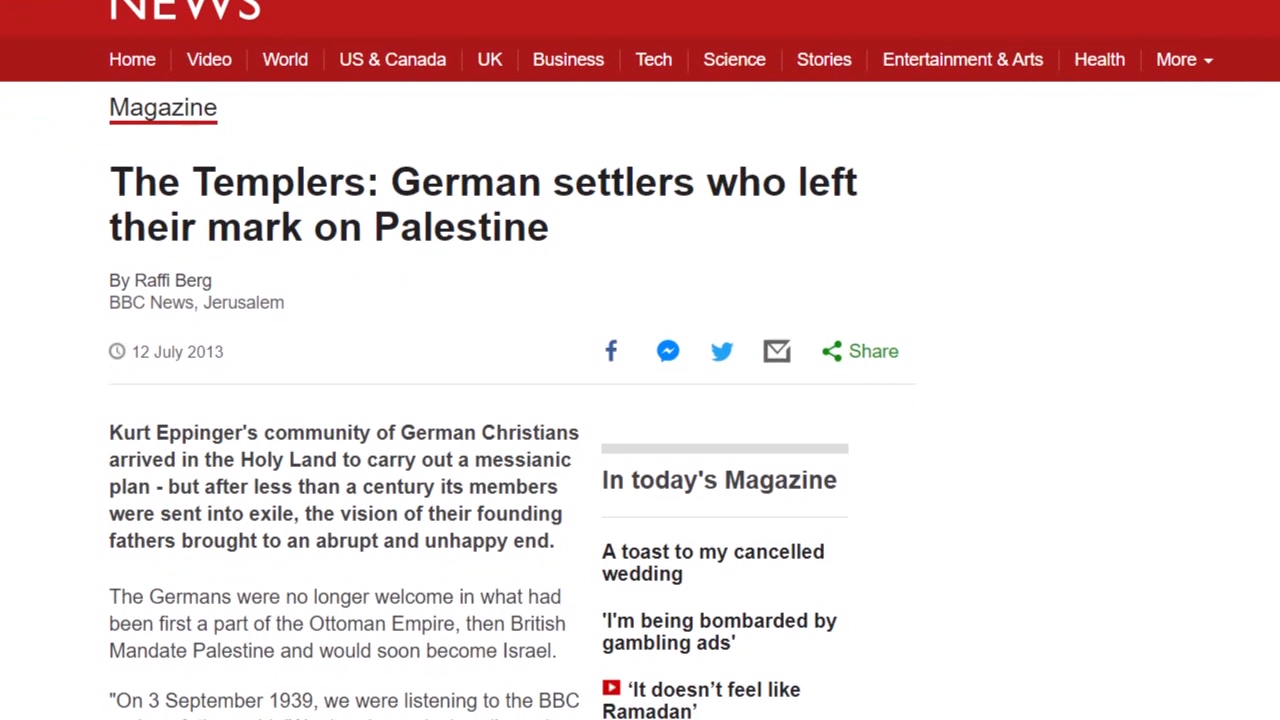 NEWS
Home Video World US & Canada UK Business Tech Science Stories Entertainment & Arts Health More
Magazine
The Templers: German settlers who left
their mark on Palestine
By Raffi Berg
BBC News, Jerusalem
12 July 2013
Share
Kurt Eppinger's community of German Christians
arrived in the Holy Land to carry out a messianic
plan - but after less than a century its members
were sent into exile, the vision of their founding
fathers brought to an abrupt and unhappy end.
The Germans were no longer welcome in what had
been first a part of the Ottoman Empire, then British
Mandate Palestine and would soon become Israel.
"On 3 September 1939, we were listening to the BBC
In today's Magazine
A toast to my cancelled
wedding
'I'm being bombarded by
gambling ads'
‘It doesn’t feel like
Ramadan’